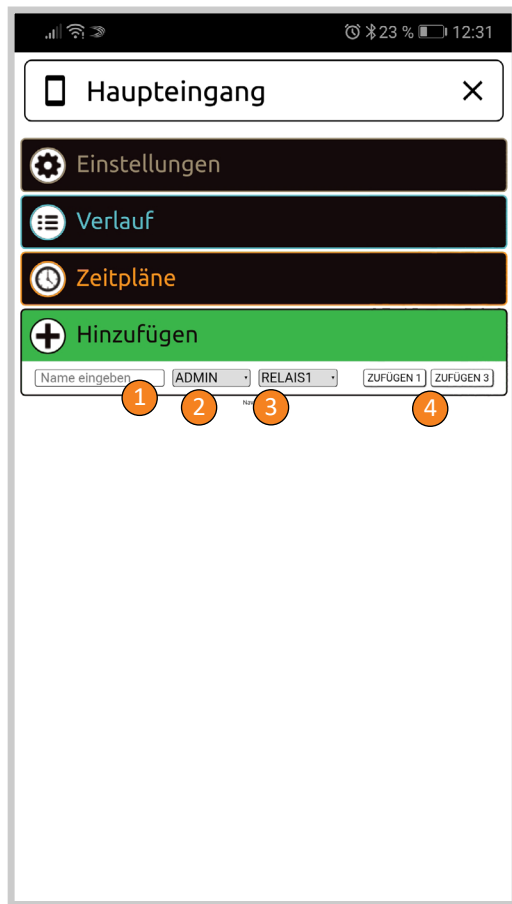 23 % 12:31
Haupteingang
Einstellungen
Verlauf
Zeitpläne
Hinzufügen
Name eingeben ADMIN RELAIS1 ZUFÜGEN 1 ZUFÜGEN 3
1 2 3 4